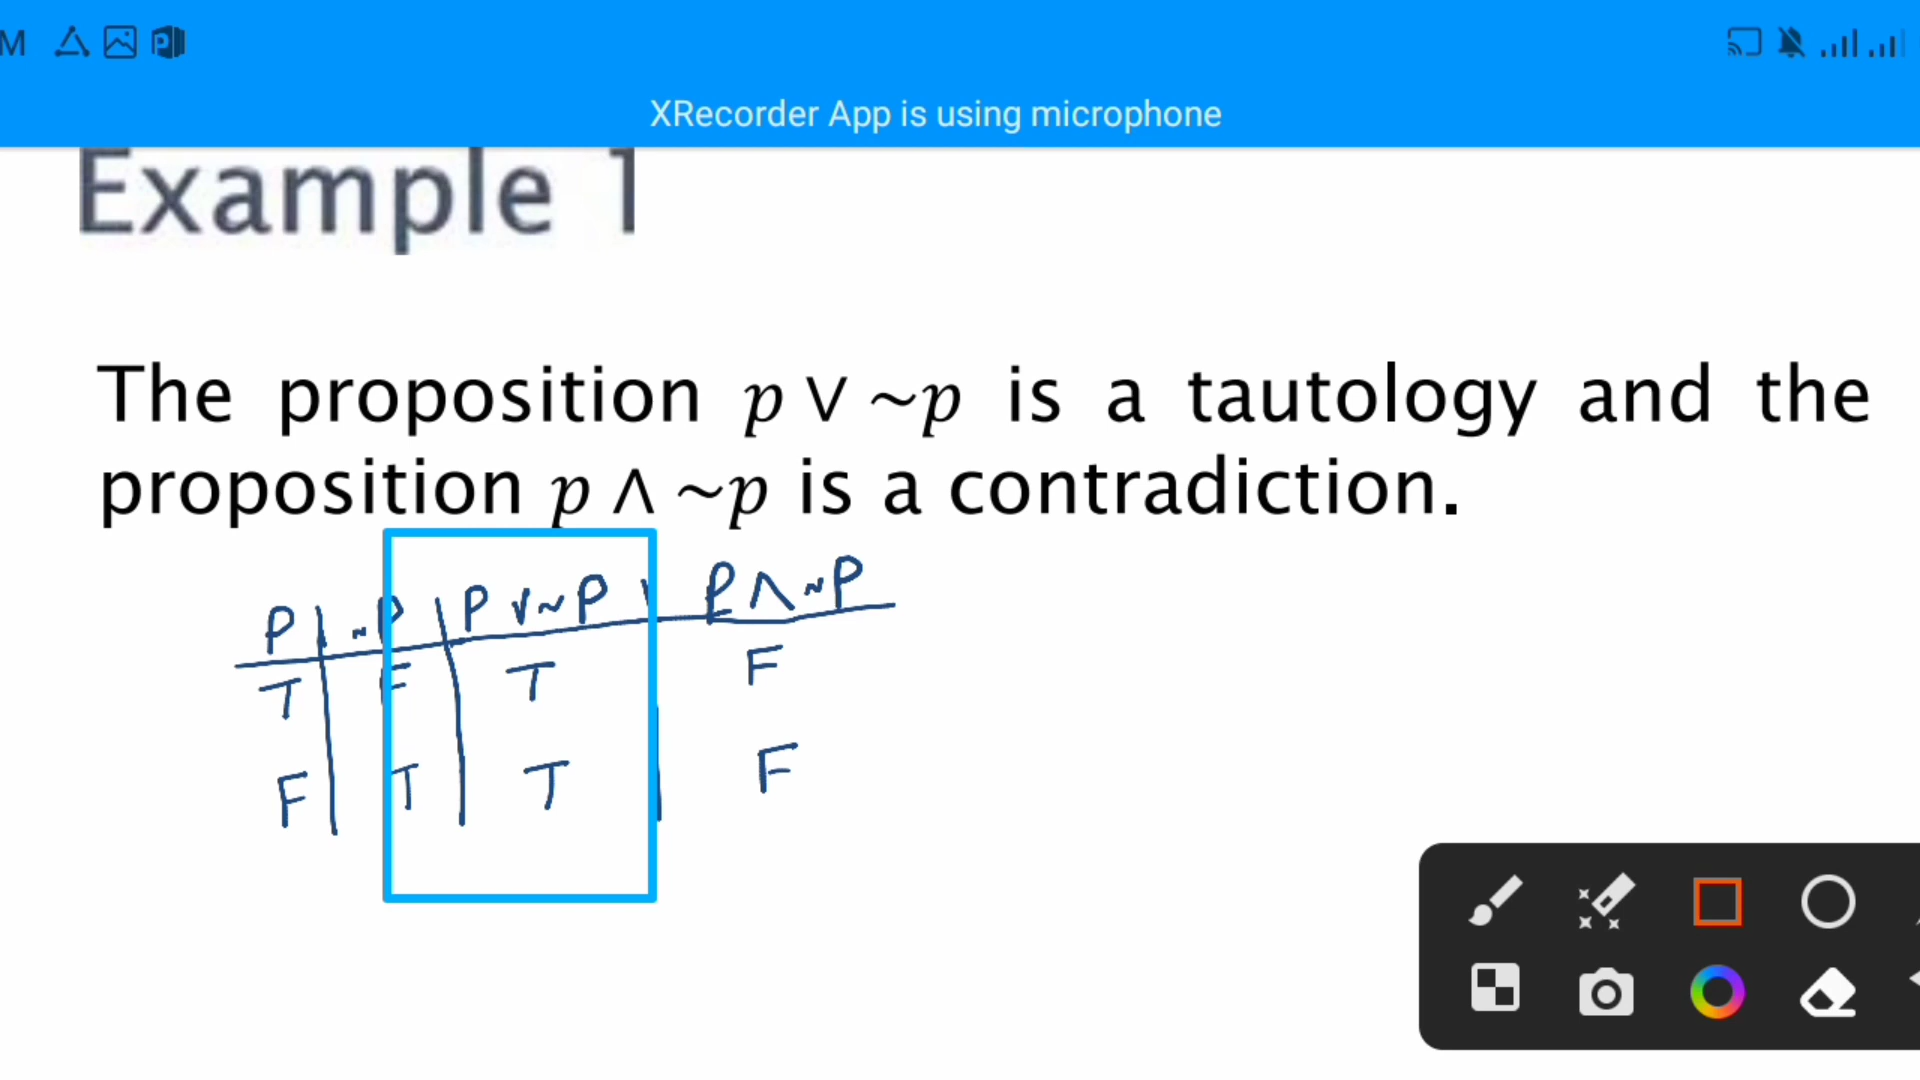 M
XRecorder App is using microphone
Example 1
The proposition p ∨ ~p is a tautology and the
proposition p ∧ ~p is a contradiction.
P ~P P ∨ ~P P ∧ ~P
T F T F
F T T F